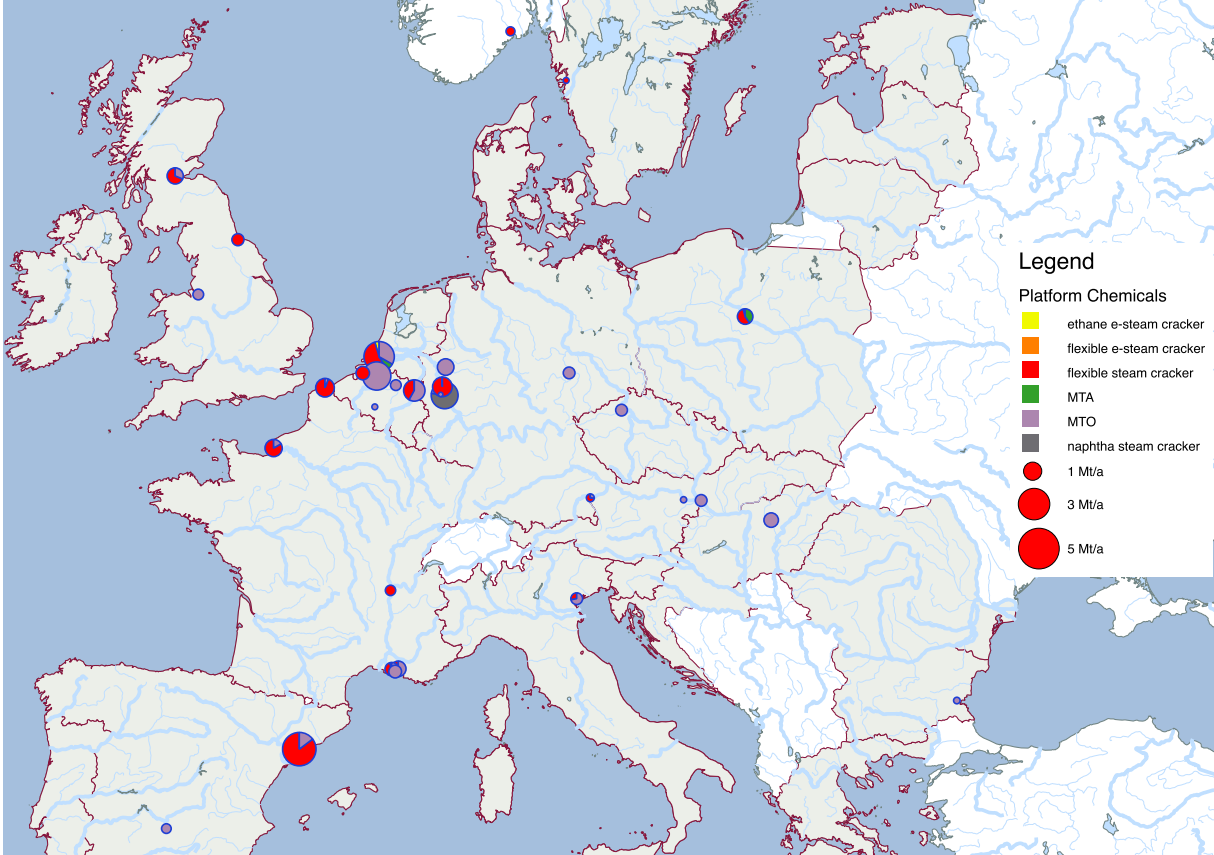 Legend
Platform Chemicals
ethane e-steam cracker
flexible e-steam cracker
flexible steam cracker
MTA
MTO
naphtha steam cracker
1 Mt/a
3 Mt/a
5 Mt/a